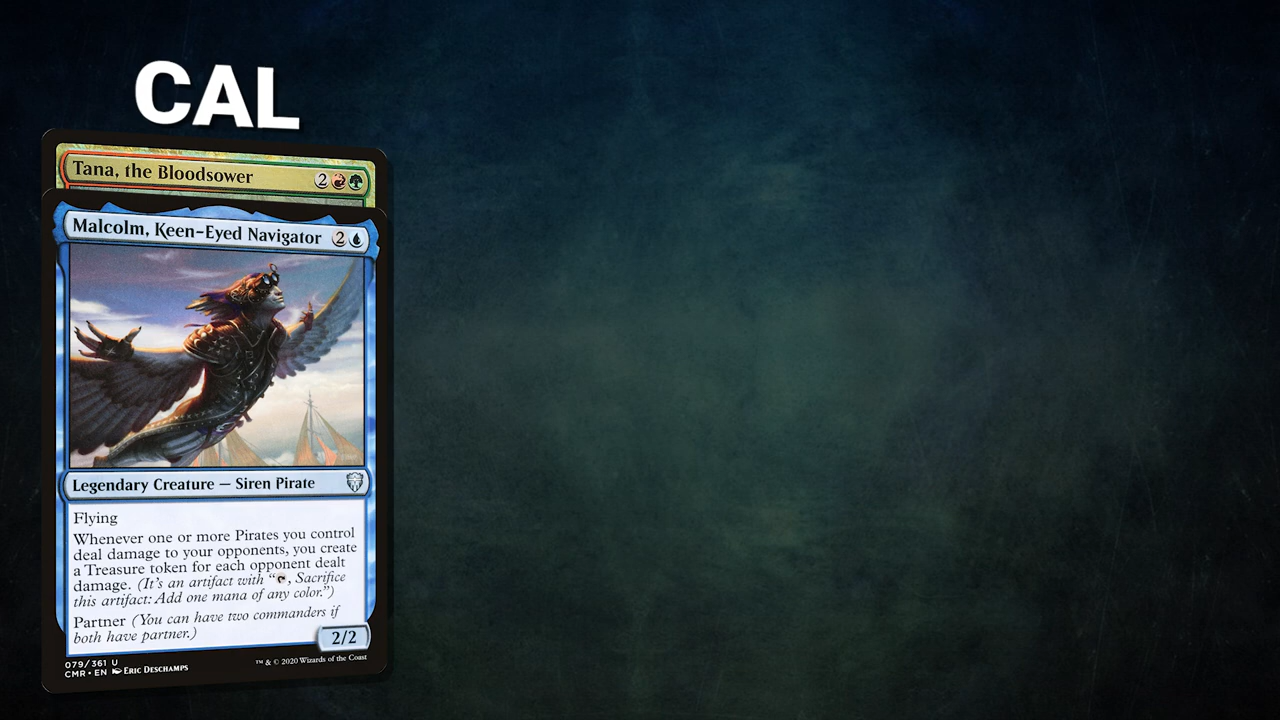 CAL
Tana, the Bloodsower 2
Malcolm, Keen-Eyed Navigator 2
Legendary Creature — Siren Pirate
Flying
Whenever one or more Pirates you control
deal damage to your opponents, you create
a Treasure token for each opponent dealt
damage. (It's an artifact with “, Sacrifice
this artifact: Add one mana of any color.”)
Partner (You can have two commanders if
both have partner.)
2/2
079/361 U
CMR • EN Eric Deschamps
™ & © 2020 Wizards of the Coast